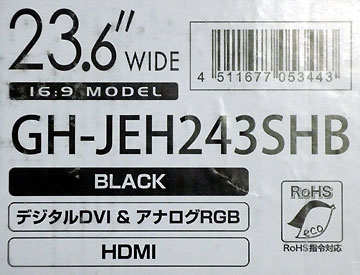 23.6″ WIDE
16:9 MODEL
4 511677 053443
GH-JEH243SHB
BLACK
デジタルDVI & アナログRGB
HDMI
RoHS
eco
RoHS指令対応